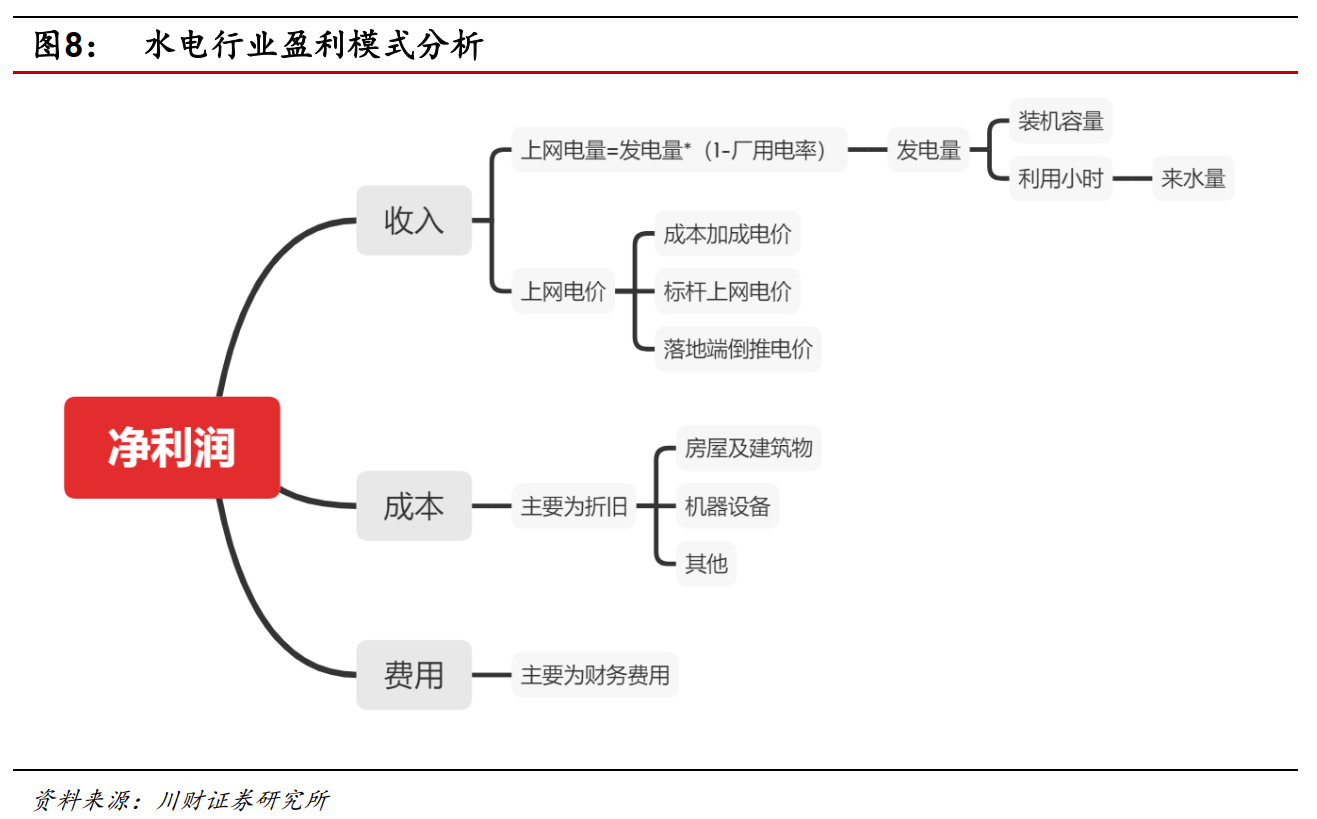 图8： 水电行业盈利模式分析
装机容量
上网电量=发电量*（1-厂用电率）
发电量
利用小时
来水量
收入
成本加成电价
上网电价
标杆上网电价
落地端倒推电价
净利润
房屋及建筑物
成本
主要为折旧
机器设备
其他
费用
主要为财务费用
资料来源：川财证券研究所